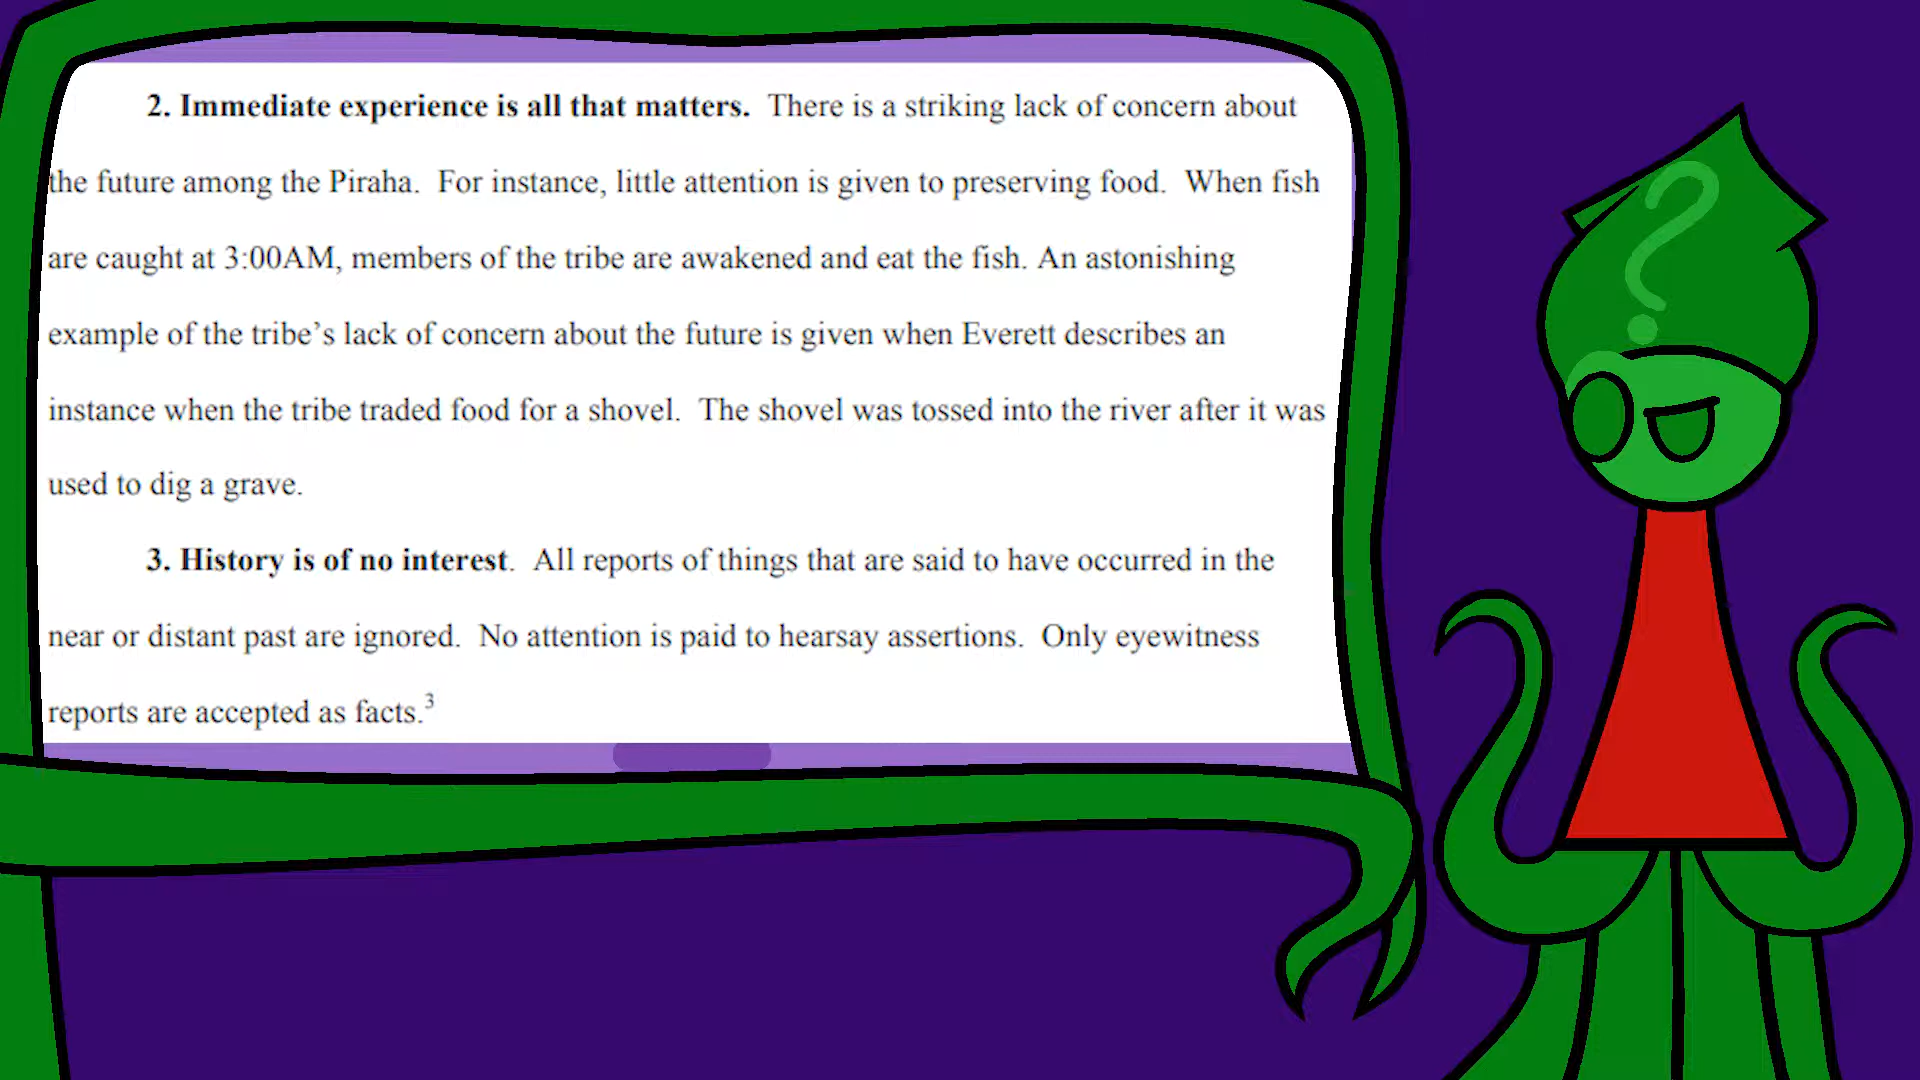 2. Immediate experience is all that matters. There is a striking lack of concern about
the future among the Piraha. For instance, little attention is given to preserving food. When fish
are caught at 3:00AM, members of the tribe are awakened and eat the fish. An astonishing
example of the tribe’s lack of concern about the future is given when Everett describes an
instance when the tribe traded food for a shovel. The shovel was tossed into the river after it was
used to dig a grave.
3. History is of no interest. All reports of things that are said to have occurred in the
near or distant past are ignored. No attention is paid to hearsay assertions. Only eyewitness
reports are accepted as facts.3
?